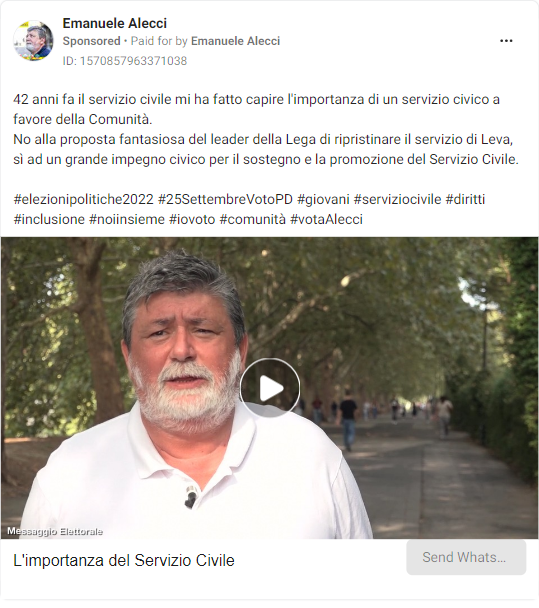 Emanuele Alecci
Sponsored • Paid for by Emanuele Alecci
ID: 1570857963371038
42 anni fa il servizio civile mi ha fatto capire l'importanza di un servizio civico a
favore della Comunità.
No alla proposta fantasiosa del leader della Lega di ripristinare il servizio di Leva,
sì ad un grande impegno civico per il sostegno e la promozione del Servizio Civile.
#elezionipolitiche2022 #25SettembreVotoPD #giovani #serviziocivile #diritti
#inclusione #noiinsieme #iovoto #comunità #votaAlecci
Messaggio Elettorale
L'importanza del Servizio Civile
Send Whats...